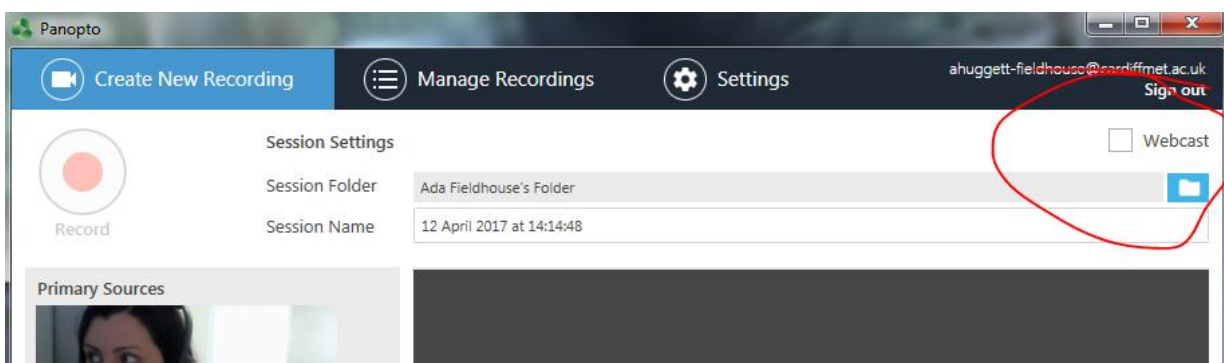 Panopto
Create New Recording
Manage Recordings
Settings
ahuggett-fieldhouse@cardiffmet.ac.uk
Sign out
Record
Session Settings
Webcast
Session Folder
Ada Fieldhouse's Folder
Session Name
12 April 2017 at 14:14:48
Primary Sources